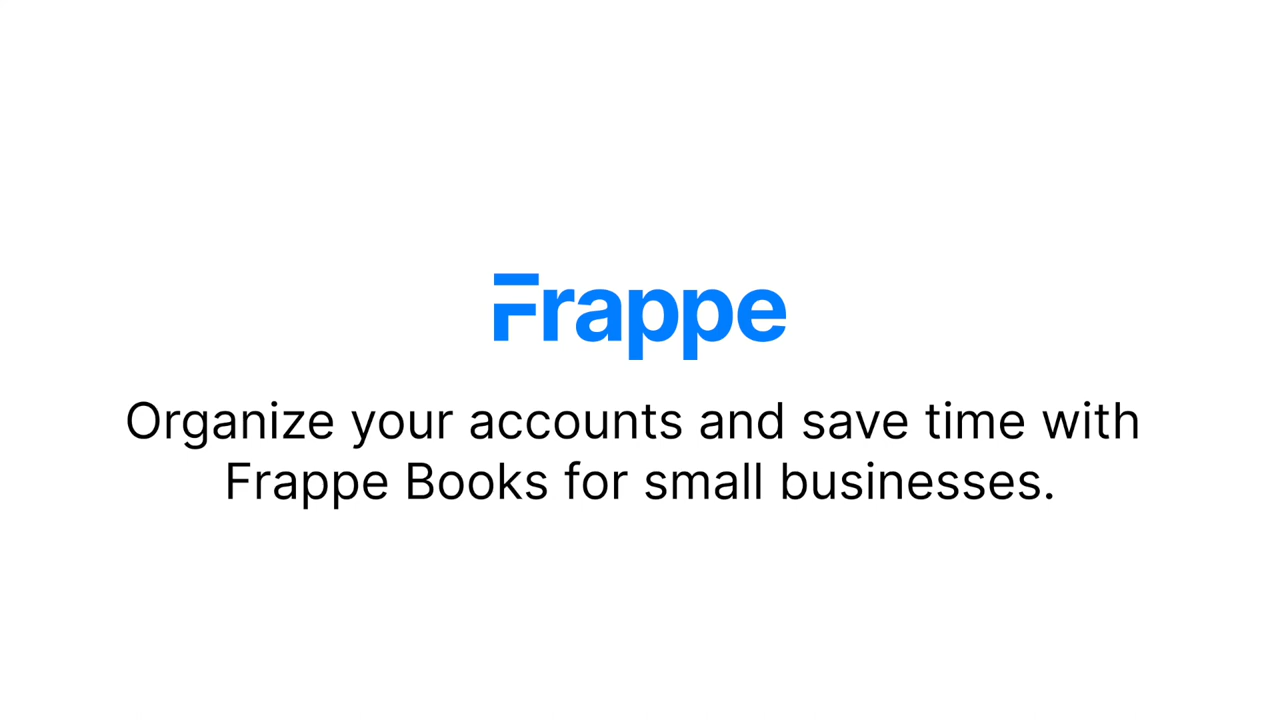 Frappe
Organize your accounts and save time with
Frappe Books for small businesses.